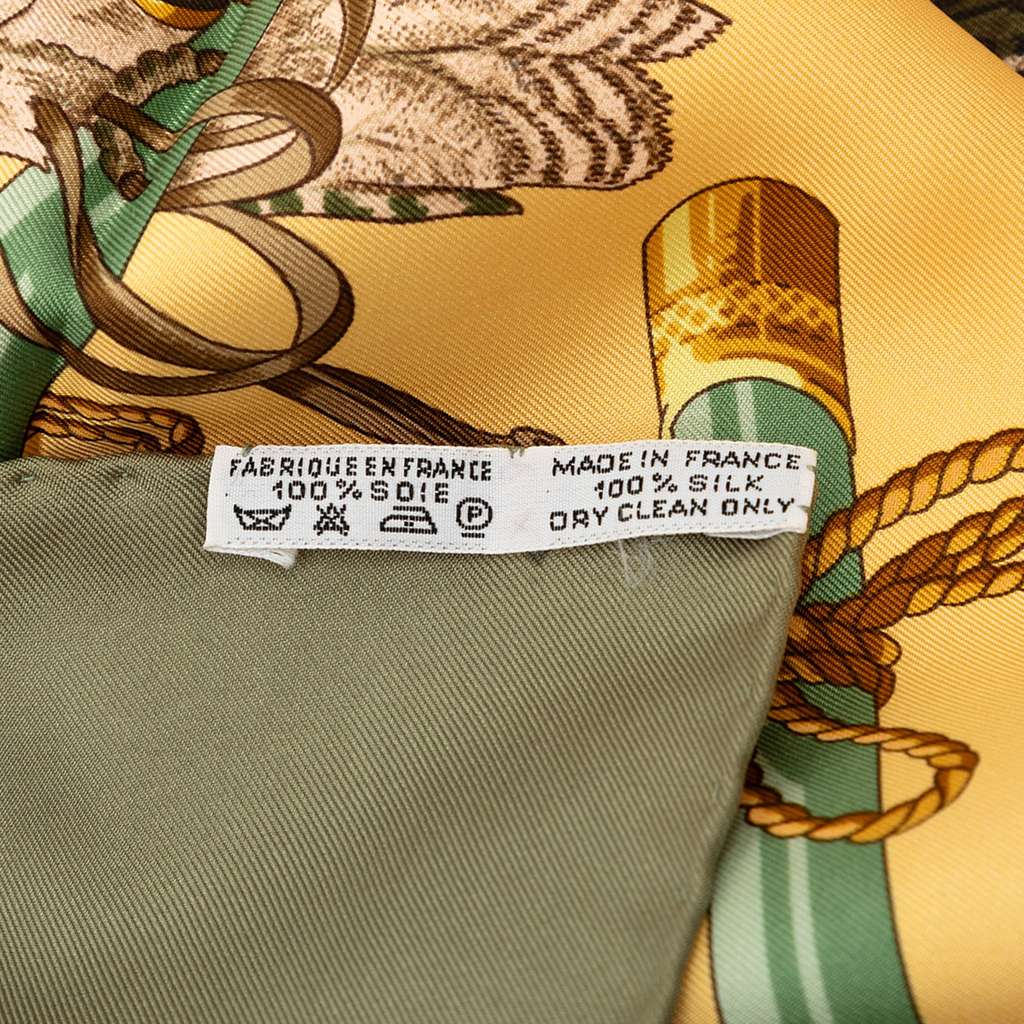 FABRIQUE EN FRANCE
100% SOIE
P
MADE IN FRANCE
100% SILK
DRY CLEAN ONLY